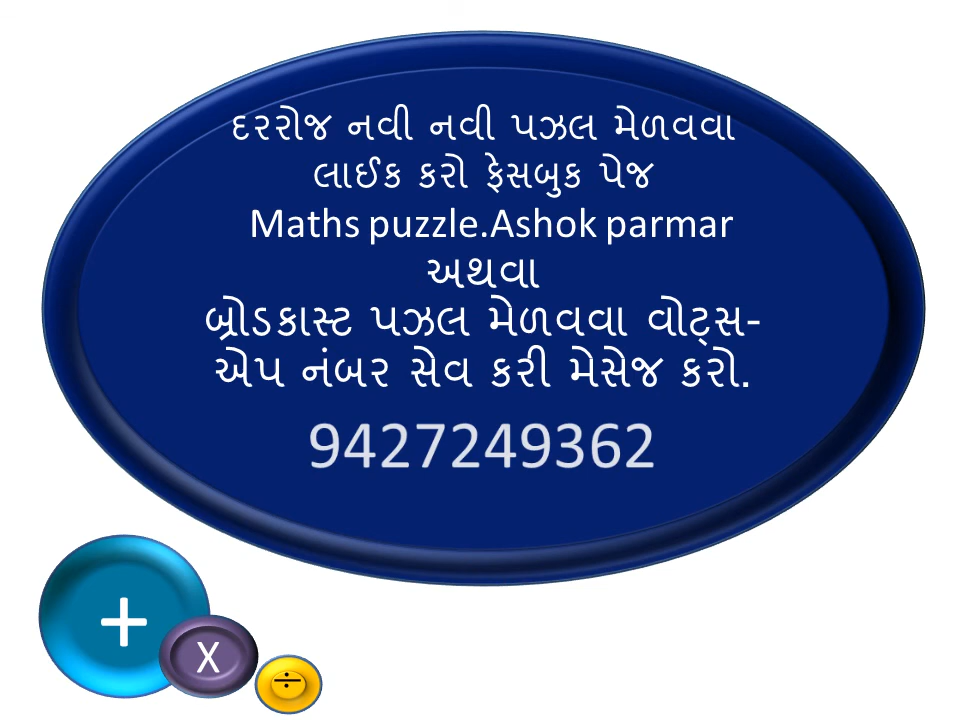 દરરોજ નવી નવી પઝલ મેળવવા
લાઈક કરો ફેસબુક પેજ
Maths puzzle.Ashok parmar
અથવા
બ્રોડકાસ્ટ પઝલ મેળવવા વોટ્સ-
એપ નંબર સેવ કરી મેસેજ કરો.
9427249362
+
X
÷